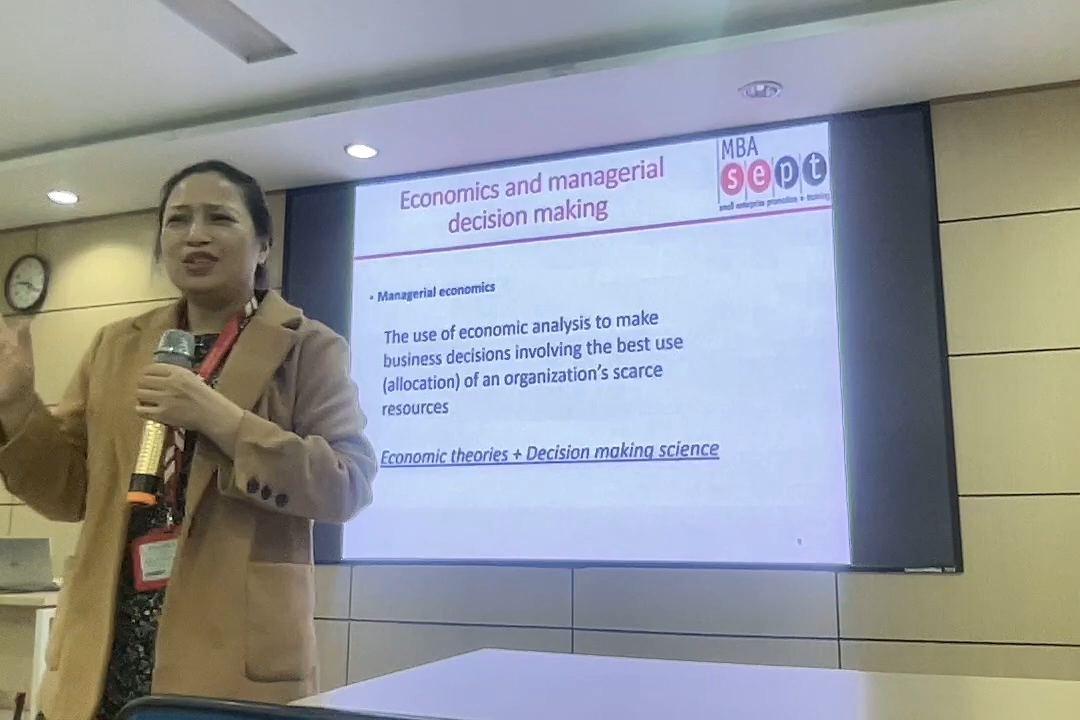 Economics and managerial
decision making
MBA
sept
small enterprise promotion + training
• Managerial economics
The use of economic analysis to make
business decisions involving the best use
(allocation) of an organization's scarce
resources
Economic theories + Decision making science